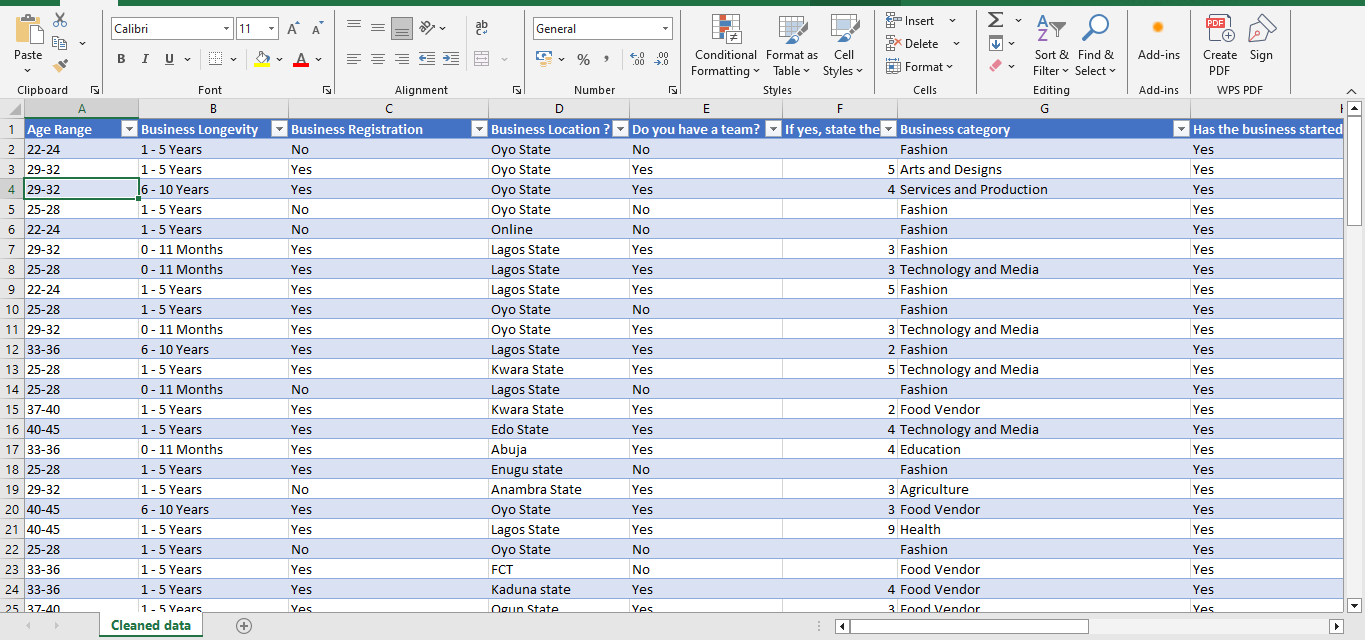 Calibri 11 ab General Insert Σ
Delete
Paste Conditional Format as Cell Sort & Find & Add-ins Create Sign
B I U A % , Formatting Table Styles Format Filter Select PDF
Clipboard Font Alignment Number Styles Cells Editing Add-ins WPS PDF
A B C D E F G
1 Age Range Business Longevity Business Registration Business Location ? Do you have a team? If yes, state the Business category Has the business started
2 22-24 1 - 5 Years No Oyo State No Fashion Yes
3 29-32 1 - 5 Years Yes Oyo State Yes 5 Arts and Designs Yes
4 29-32 6 - 10 Years Yes Oyo State Yes 4 Services and Production Yes
5 25-28 1 - 5 Years No Oyo State No Fashion Yes
6 22-24 1 - 5 Years No Online No Fashion Yes
7 29-32 0 - 11 Months Yes Lagos State Yes 3 Fashion Yes
8 25-28 0 - 11 Months Yes Lagos State Yes 3 Technology and Media Yes
9 22-24 1 - 5 Years Yes Lagos State Yes 5 Fashion Yes
10 25-28 1 - 5 Years Yes Oyo State No Fashion Yes
11 29-32 0 - 11 Months Yes Oyo State Yes 3 Technology and Media Yes
12 33-36 6 - 10 Years Yes Lagos State Yes 2 Fashion Yes
13 25-28 1 - 5 Years Yes Kwara State Yes 5 Technology and Media Yes
14 25-28 0 - 11 Months No Lagos State No Fashion Yes
15 37-40 1 - 5 Years Yes Kwara State Yes 2 Food Vendor Yes
16 40-45 1 - 5 Years Yes Edo State Yes 4 Technology and Media Yes
17 33-36 0 - 11 Months Yes Abuja Yes 4 Education Yes
18 25-28 1 - 5 Years Yes Enugu state No Fashion Yes
19 29-32 1 - 5 Years No Anambra State Yes 3 Agriculture Yes
20 40-45 6 - 10 Years Yes Oyo State Yes 3 Food Vendor Yes
21 40-45 1 - 5 Years Yes Lagos State Yes 9 Health Yes
22 25-28 1 - 5 Years No Oyo State No Fashion Yes
23 33-36 1 - 5 Years Yes FCT No Food Vendor Yes
24 33-36 1 - 5 Years Yes Kaduna state Yes 4 Food Vendor Yes
25 37-40 1 - 5 Years Yes Ogun State Yes 3 Food Vendor Yes
Cleaned data